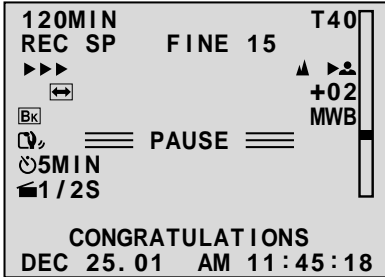 120MIN T40
REC SP FINE 15
+02
BK MWB
PAUSE
5MIN
1/2S
CONGRATULATIONS
DEC 25.01 AM 11:45:18